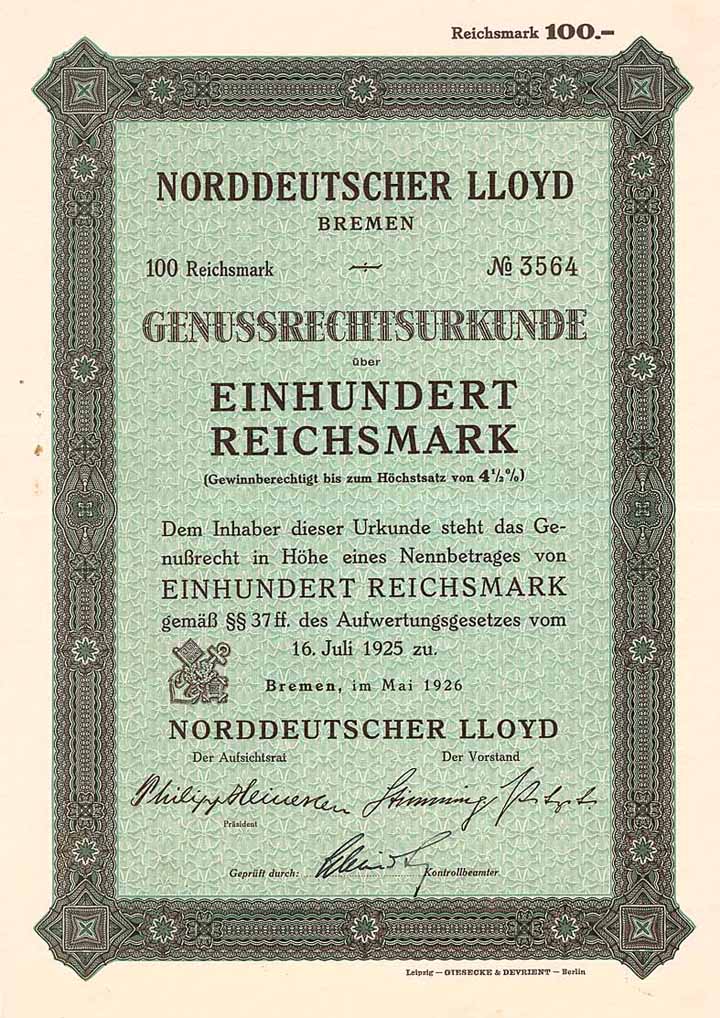 Reichsmark 100.–
NORDDEUTSCHER LLOYD
BREMEN
100 Reichsmark № 3564
GENUSSRECHTSURKUNDE
über
EINHUNDERT
REICHSMARK
(Gewinnberechtigt bis zum Höchstsatz von 4½%)
Dem Inhaber dieser Urkunde steht das Ge-
nußrecht in Höhe eines Nennbetrages von
EINHUNDERT REICHSMARK
gemäß §§ 37 ff. des Aufwertungsgesetzes vom
16. Juli 1925 zu.
Bremen, im Mai 1926
NORDDEUTSCHER LLOYD
Der Aufsichtsrat Der Vorstand
Philipp Heineken Stimming
Präsident
Geprüft durch: Kontrollbeamter
Leipzig — GIESECKE & DEVRIENT — Berlin